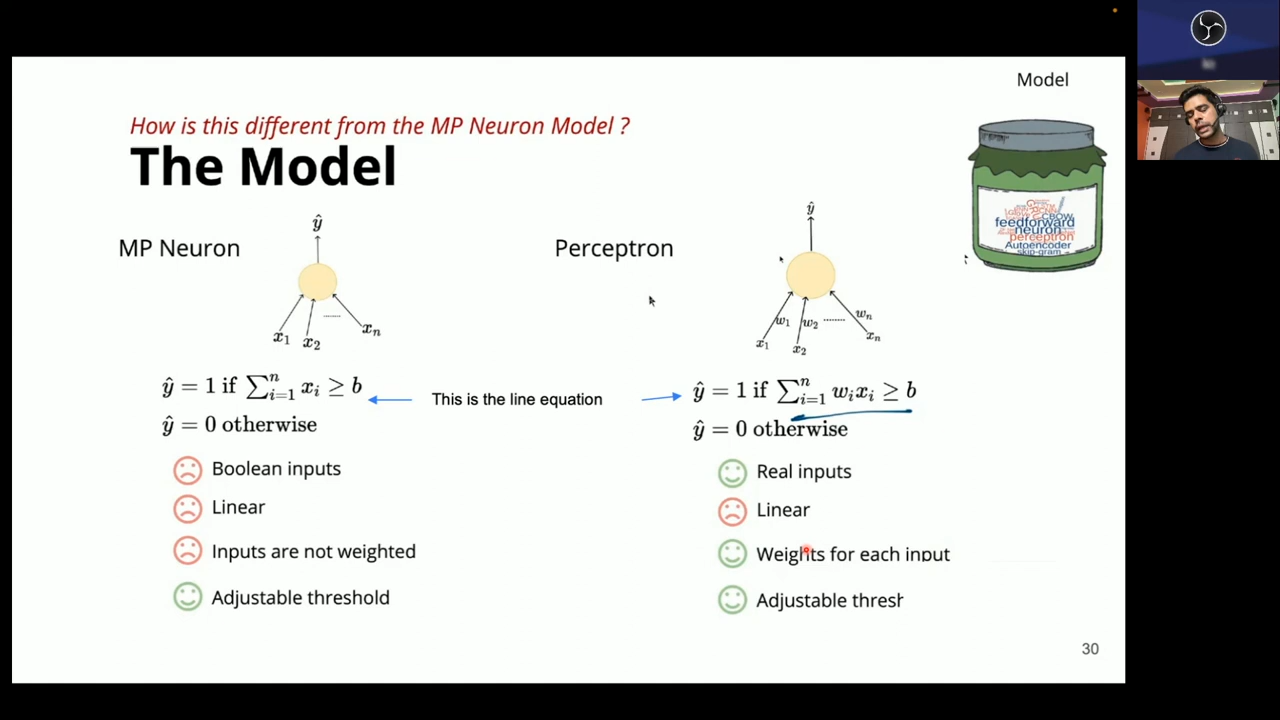 Model
How is this different from the MP Neuron Model ?
The Model
MP Neuron
ŷ
x₁ x₂ ........ xₙ
Perceptron
ŷ
w₁ w₂ ........ wₙ
x₁ x₂ xₙ
feedforward
CBOW
neuron
perceptron
Autpencoder
skip-gram
ŷ = 1 if ∑ⁿᵢ₌₁ xᵢ ≥ b
This is the line equation
ŷ = 1 if ∑ⁿᵢ₌₁ wᵢxᵢ ≥ b
ŷ = 0 otherwise
ŷ = 0 otherwise
Boolean inputs
Linear
Inputs are not weighted
Adjustable threshold
Real inputs
Linear
Weights for each input
Adjustable thresh
30